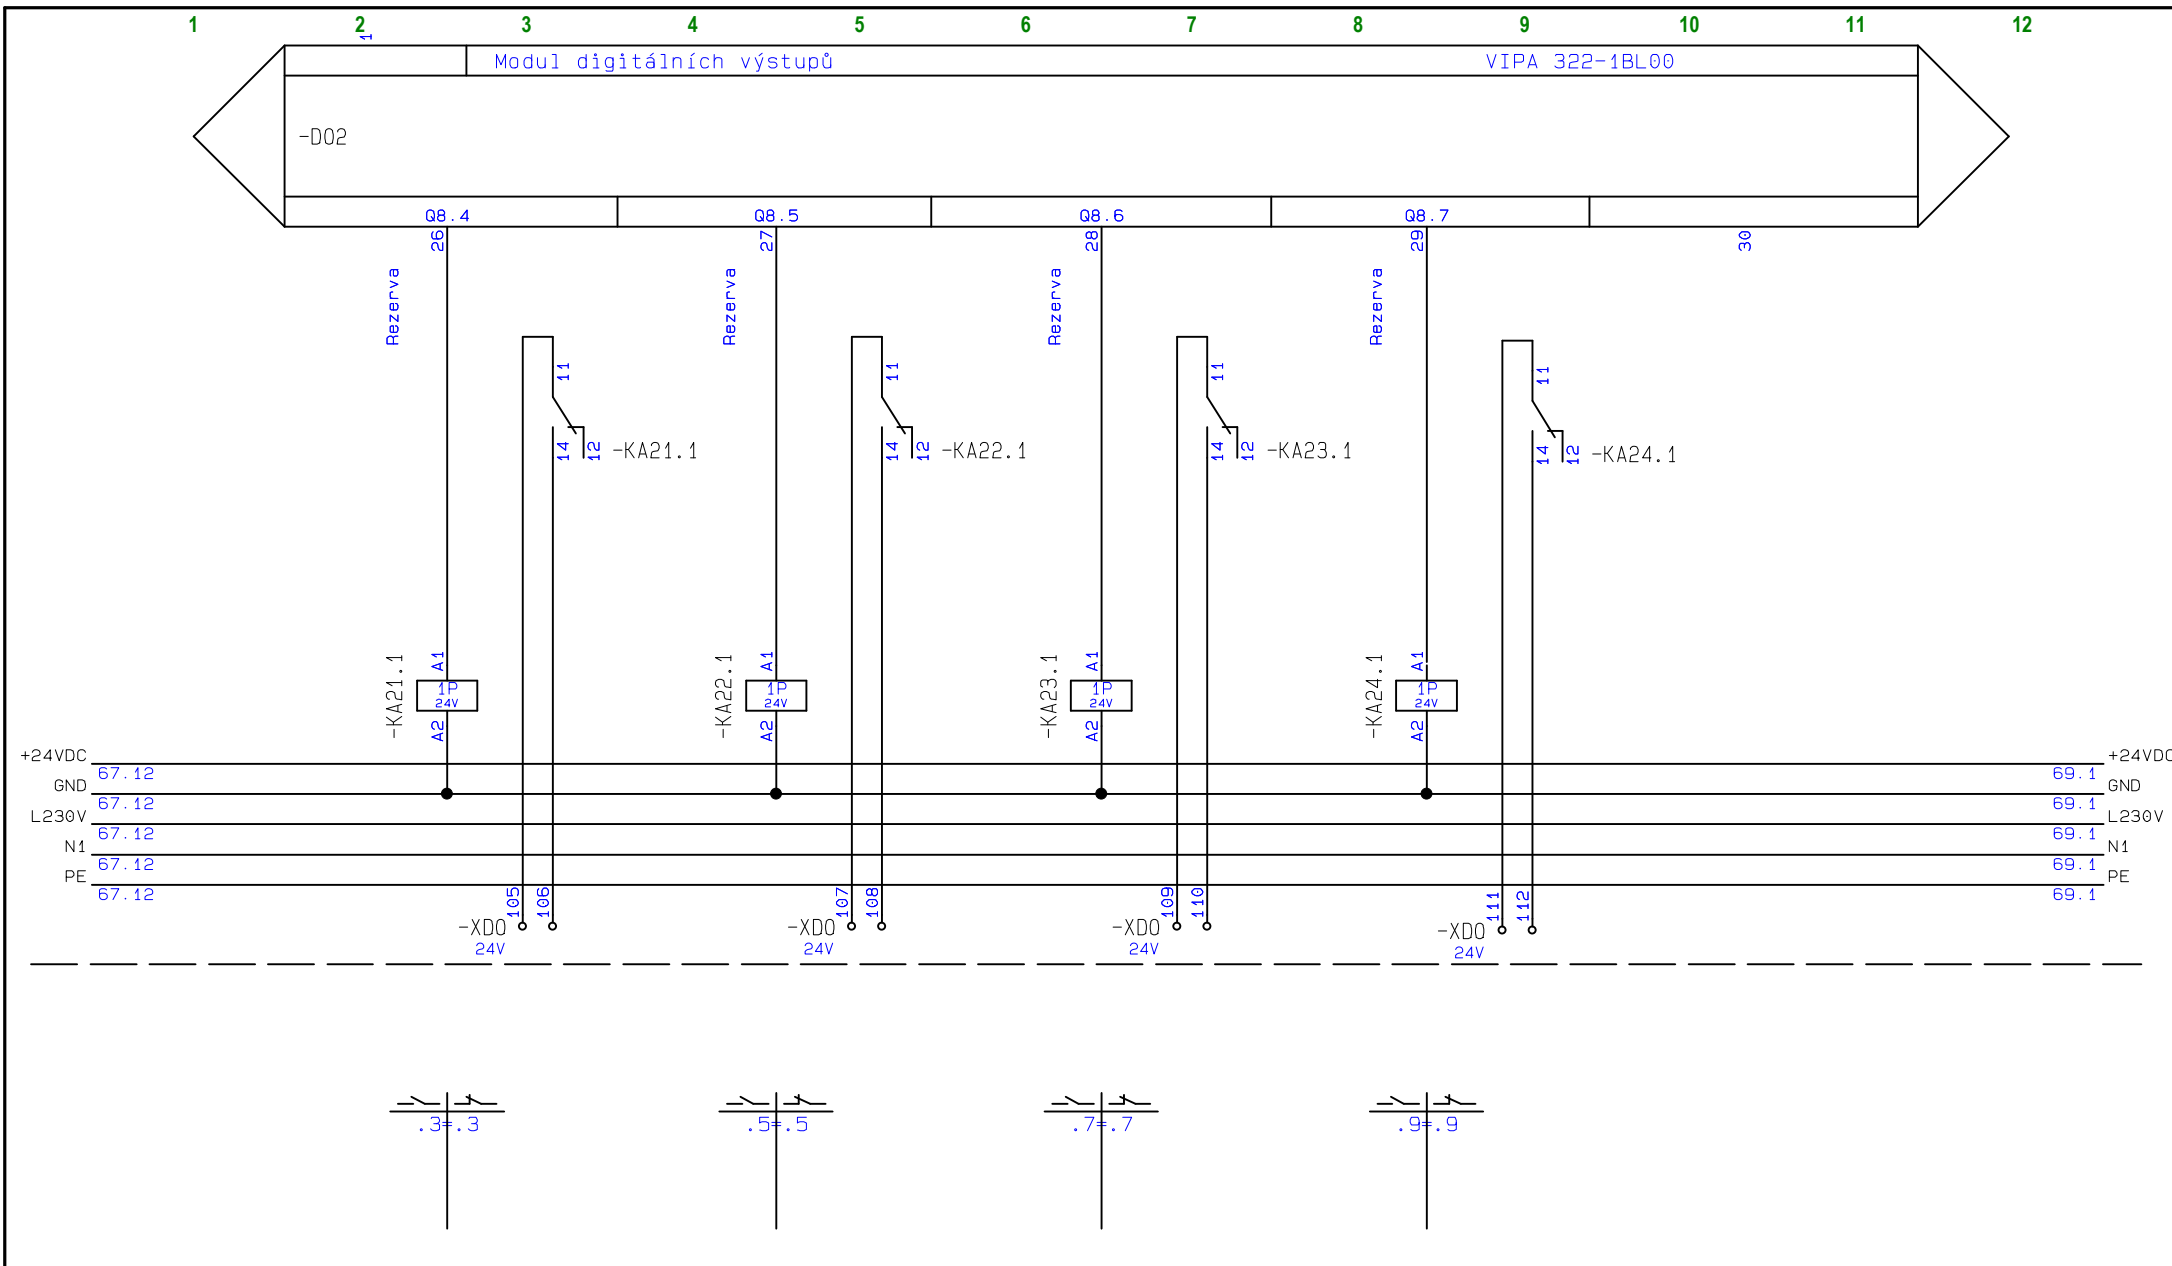 1 2 3 4 5 6 7 8 9 10 11 12
1
Modul digitálních výstupů VIPA 322-1BL00
-DO2
Q8.4 Q8.5 Q8.6 Q8.7
26 27 28 29 30
Rezerva Rezerva Rezerva Rezerva
11 11 11 11
14 12 -KA21.1 14 12 -KA22.1 14 12 -KA23.1 14 12 -KA24.1
-KA21.1 A1 -KA22.1 A1 -KA23.1 A1 -KA24.1 A1
1P 1P 1P 1P
24V 24V 24V 24V
A2 A2 A2 A2
+24VDC 67.12 69.1 +24VDC
GND 67.12 69.1 GND
L230V 67.12 69.1 L230V
N1 67.12 69.1 N1
PE 67.12 69.1 PE
105 106 107 108 109 110 111 112
-XDO -XDO -XDO -XDO
24V 24V 24V 24V
.3 .3 .5 .5 .7 .7 .9 .9